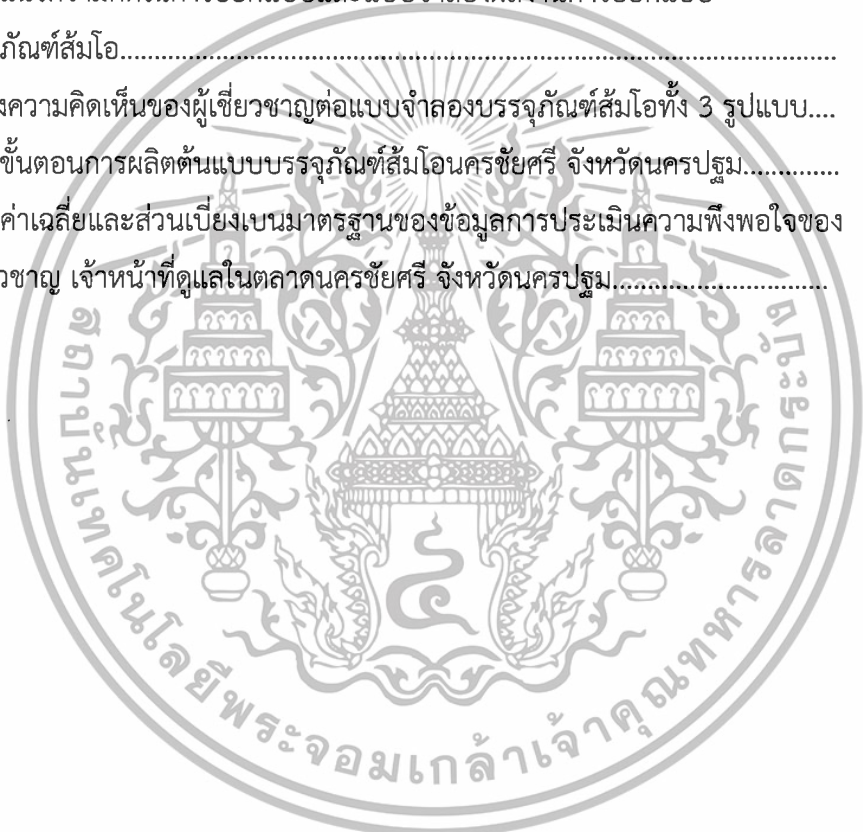 ภัณฑ์ส้มโอ
งความคิดเห็นของผู้เชี่ยวชาญต่อแบบจำลองบรรจุภัณฑ์ส้มโอทั้ง 3 รูปแบบ....
ขั้นตอนการผลิตต้นแบบบรรจุภัณฑ์ส้มโอนครชัยศรี จังหวัดนครปฐม..............
ค่าเฉลี่ยและส่วนเบี่ยงเบนมาตรฐานของข้อมูลการประเมินความพึงพอใจของ
วชาญ เจ้าหน้าที่ดูแลในตลาดนครชัยศรี จังหวัดนครปฐม.............................
สถาบันเทคโนโลยีพระจอมเกล้าเจ้าคุณทหารลาดกระบัง
๔